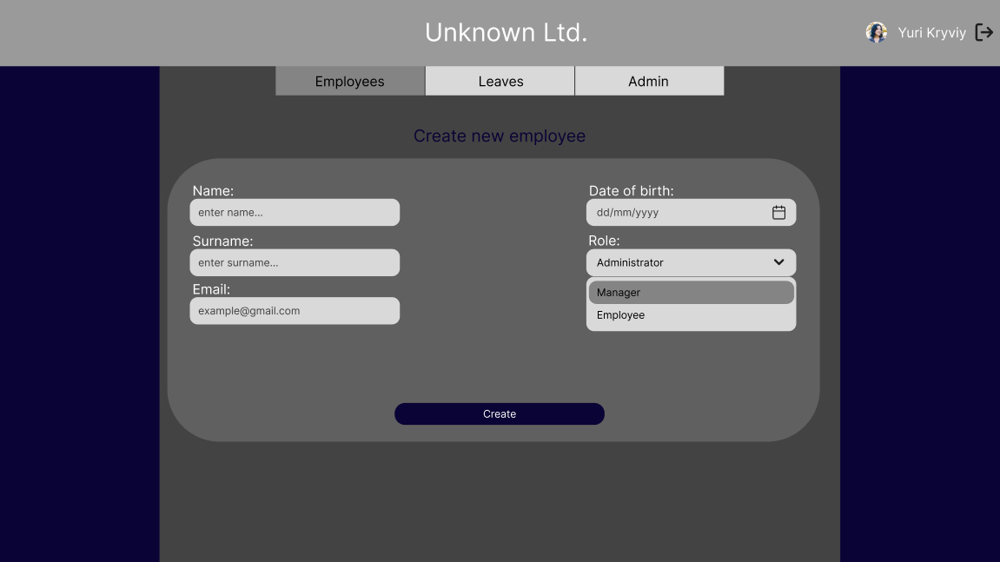 Unknown Ltd.
Yuri Kryviy
Employees
Leaves
Admin
Create new employee
Name:
enter name...
Surname:
enter surname...
Email:
example@gmail.com
Date of birth:
dd/mm/yyyy
Role:
Administrator
Manager
Employee
Create